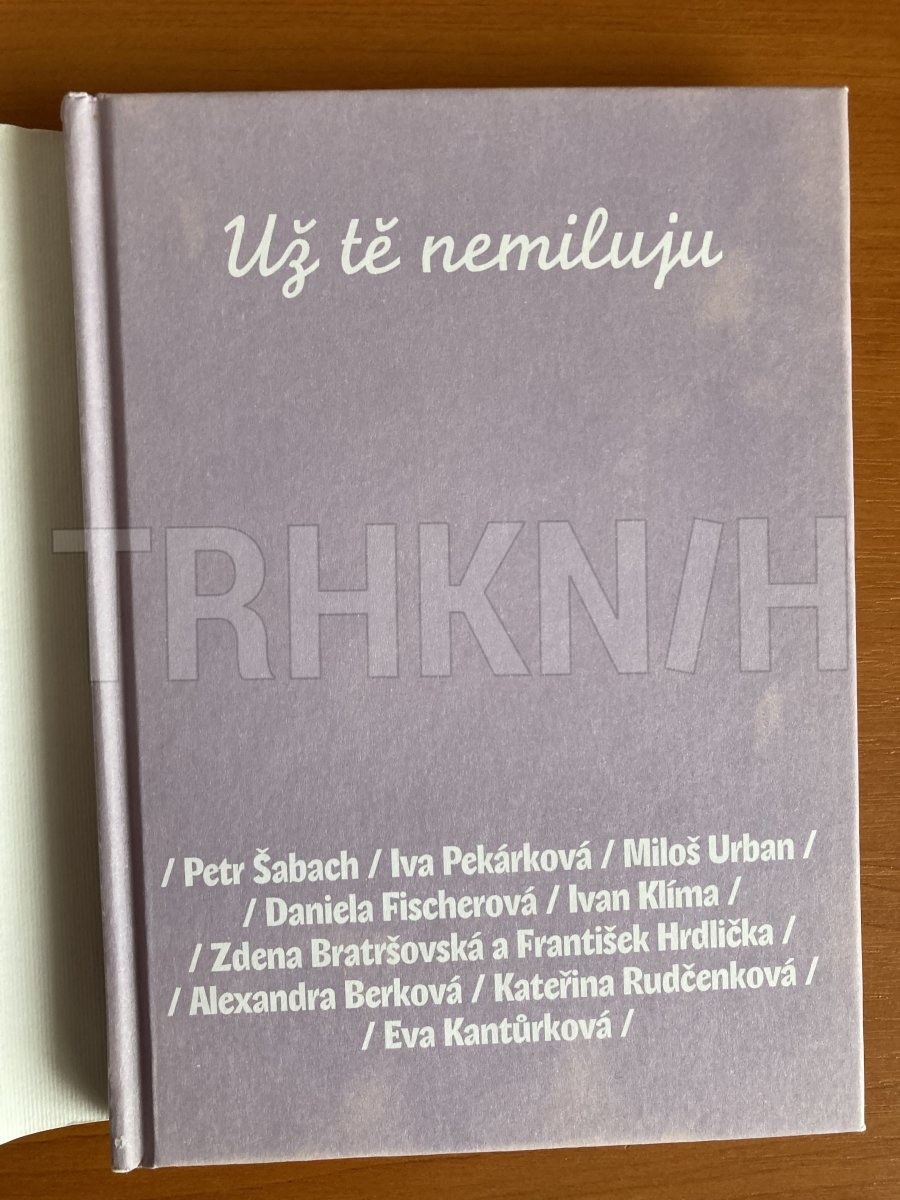 Už tě nemiluju
TRHKNIH
/ Petr Šabach / Iva Pekárková / Miloš Urban /
/ Daniela Fischerová / Ivan Klíma /
/ Zdena Bratršovská a František Hrdlička /
/ Alexandra Berková / Kateřina Rudčenková /
/ Eva Kantůrková /